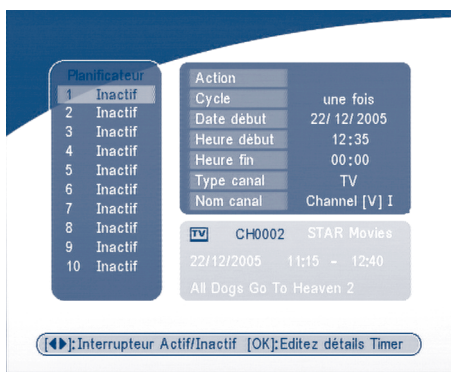 Planificateur
1 Inactif
2 Inactif
3 Inactif
4 Inactif
5 Inactif
6 Inactif
7 Inactif
8 Inactif
9 Inactif
10 Inactif
Action
Cycle une fois
Date dèbut 22/ 12/ 2005
Heure dèbut 12:35
Heure fin 00:00
Type canal TV
Nom canal Channel [V] I
TV CH0002 STAR Movies
22/12/2005 11:15 - 12:40
All Dogs Go To Heaven 2
[◀▶]: Interrupteur Actif/Inactif [OK]:Editez détails Timer